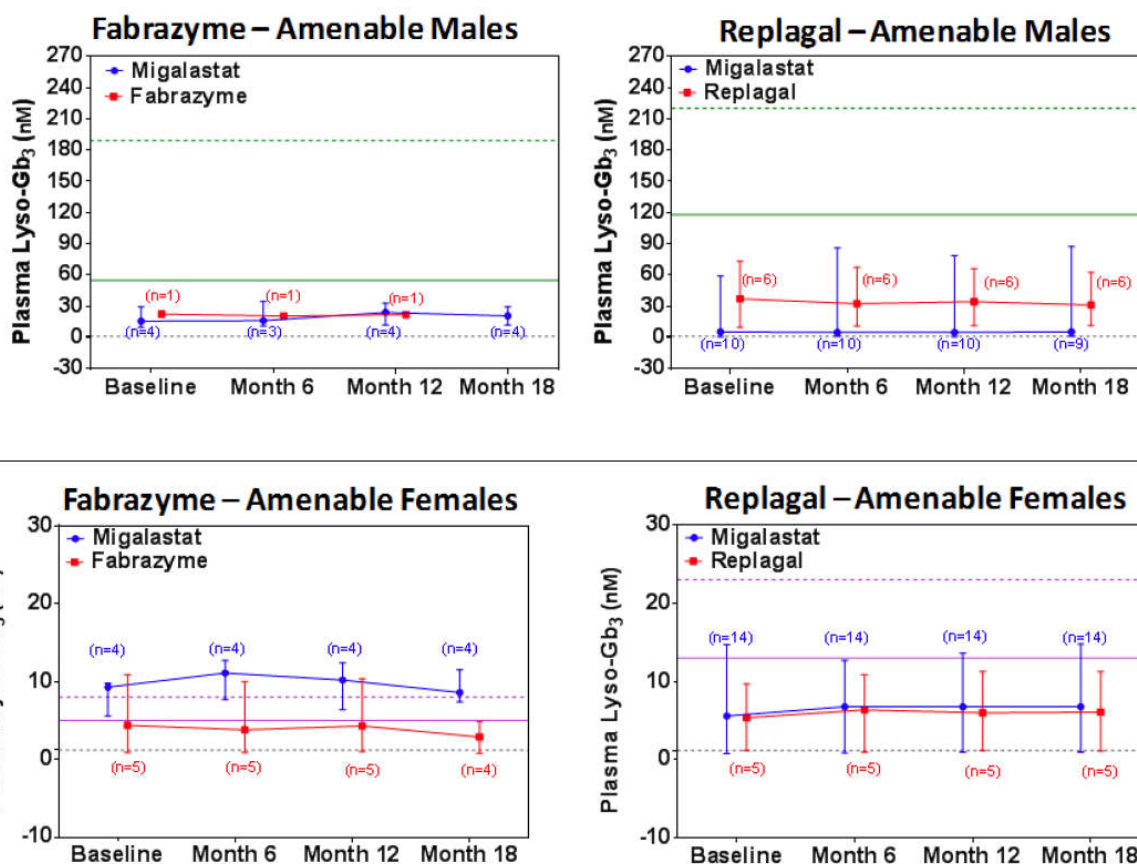 Fabrazyme – Amenable Males
Plasma Lyso-Gb3 (nM)
270
240
210
180
150
120
90
60
30
0
-30
Migalastat
Fabrazyme
(n=1)
(n=1)
(n=1)
(n=4)
(n=3)
(n=4)
(n=4)
Baseline
Month 6
Month 12
Month 18
Replagal – Amenable Males
Plasma Lyso-Gb3 (nM)
270
240
210
180
150
120
90
60
30
0
-30
Migalastat
Replagal
(n=6)
(n=6)
(n=6)
(n=6)
(n=10)
(n=10)
(n=10)
(n=9)
Baseline
Month 6
Month 12
Month 18
Fabrazyme – Amenable Females
30
20
10
0
-10
Migalastat
Fabrazyme
(n=4)
(n=4)
(n=4)
(n=4)
(n=5)
(n=5)
(n=5)
(n=4)
Baseline
Month 6
Month 12
Month 18
Replagal – Amenable Females
Plasma Lyso-Gb3 (nM)
30
20
10
0
-10
Migalastat
Replagal
(n=14)
(n=14)
(n=14)
(n=14)
(n=5)
(n=5)
(n=5)
(n=5)
Baseline
Month 6
Month 12
Month 18